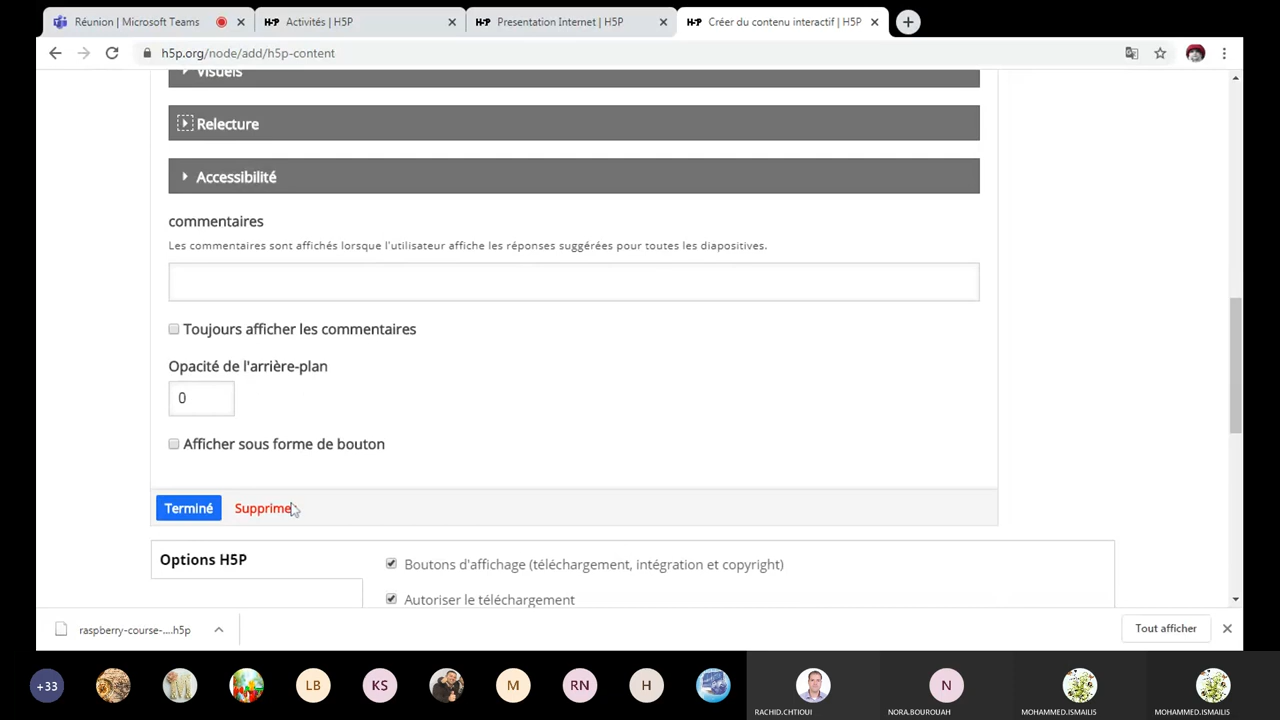 Réunion | Microsoft Teams
H-P Activités | H5P
H-P Presentation Internet | H5P
H-P Créer du contenu interactif | H5P
h5p.org/node/add/h5p-content
Visuels
Relecture
Accessibilité
commentaires
Les commentaires sont affichés lorsque l'utilisateur affiche les réponses suggérées pour toutes les diapositives.
Toujours afficher les commentaires
Opacité de l'arrière-plan
0
Afficher sous forme de bouton
Terminé Supprimer
Options H5P
Boutons d'affichage (téléchargement, intégration et copyright)
Autoriser le téléchargement
raspberry-course-....h5p
Tout afficher
+33
LB
KS
M
RN
H
N
RACHID.CHTIOUI
NORA.BOUROUAH
MOHAMMED.ISMAILIS
MOHAMMED.ISMAILIS